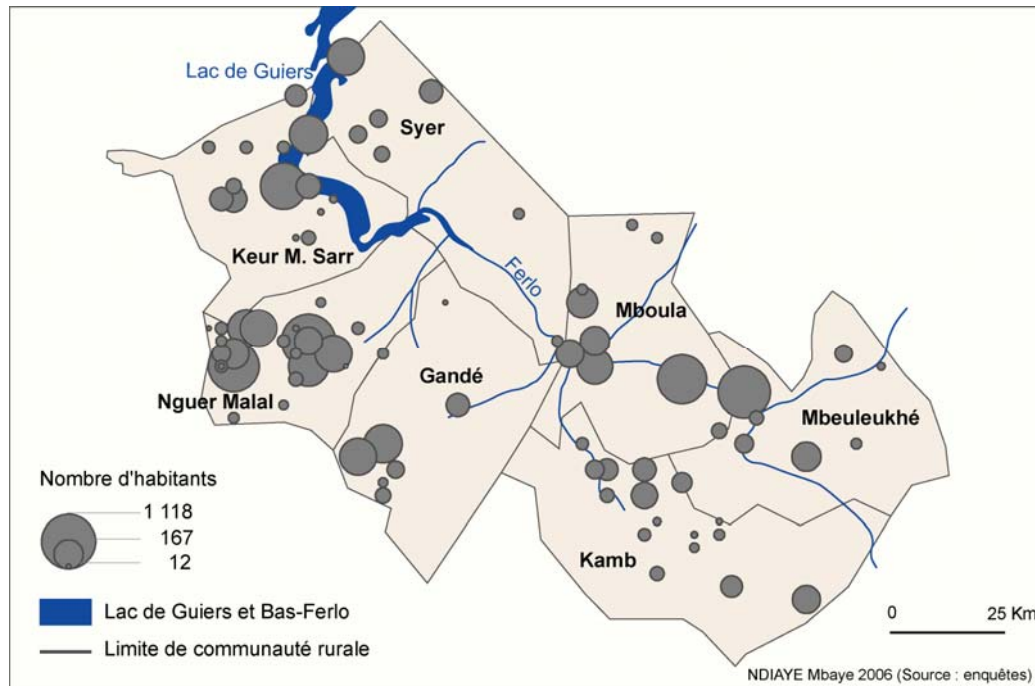 Lac de Guiers
Syer
Keur M. Sarr
Ferlo
Mboula
Gandé
Nguer Malal
Mbeuleukhé
Kamb
Nombre d'habitants
1 118
167
12
Lac de Guiers et Bas-Ferlo
Limite de communauté rurale
0 25 Km
NDIAYE Mbaye 2006 (Source : enquêtes)